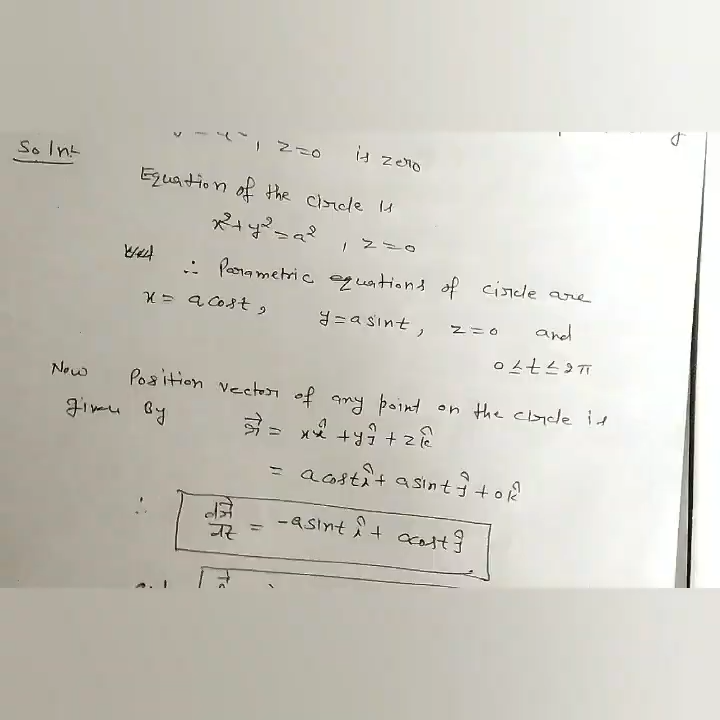 Soln:-
, z=0 is zero
Equation of the circle is
x²+y²=a² , z=0
∴ Parametric equations of circle are
x= a cost, y=a sint, z=0 and
0≤t≤2π
Now Position vector of any point on the circle is
given By r⃗ = xî +yĵ + zk̂
= a cost î + a sint ĵ + 0k̂
∴ dr⃗/dt = -a sint î + a cost ĵ